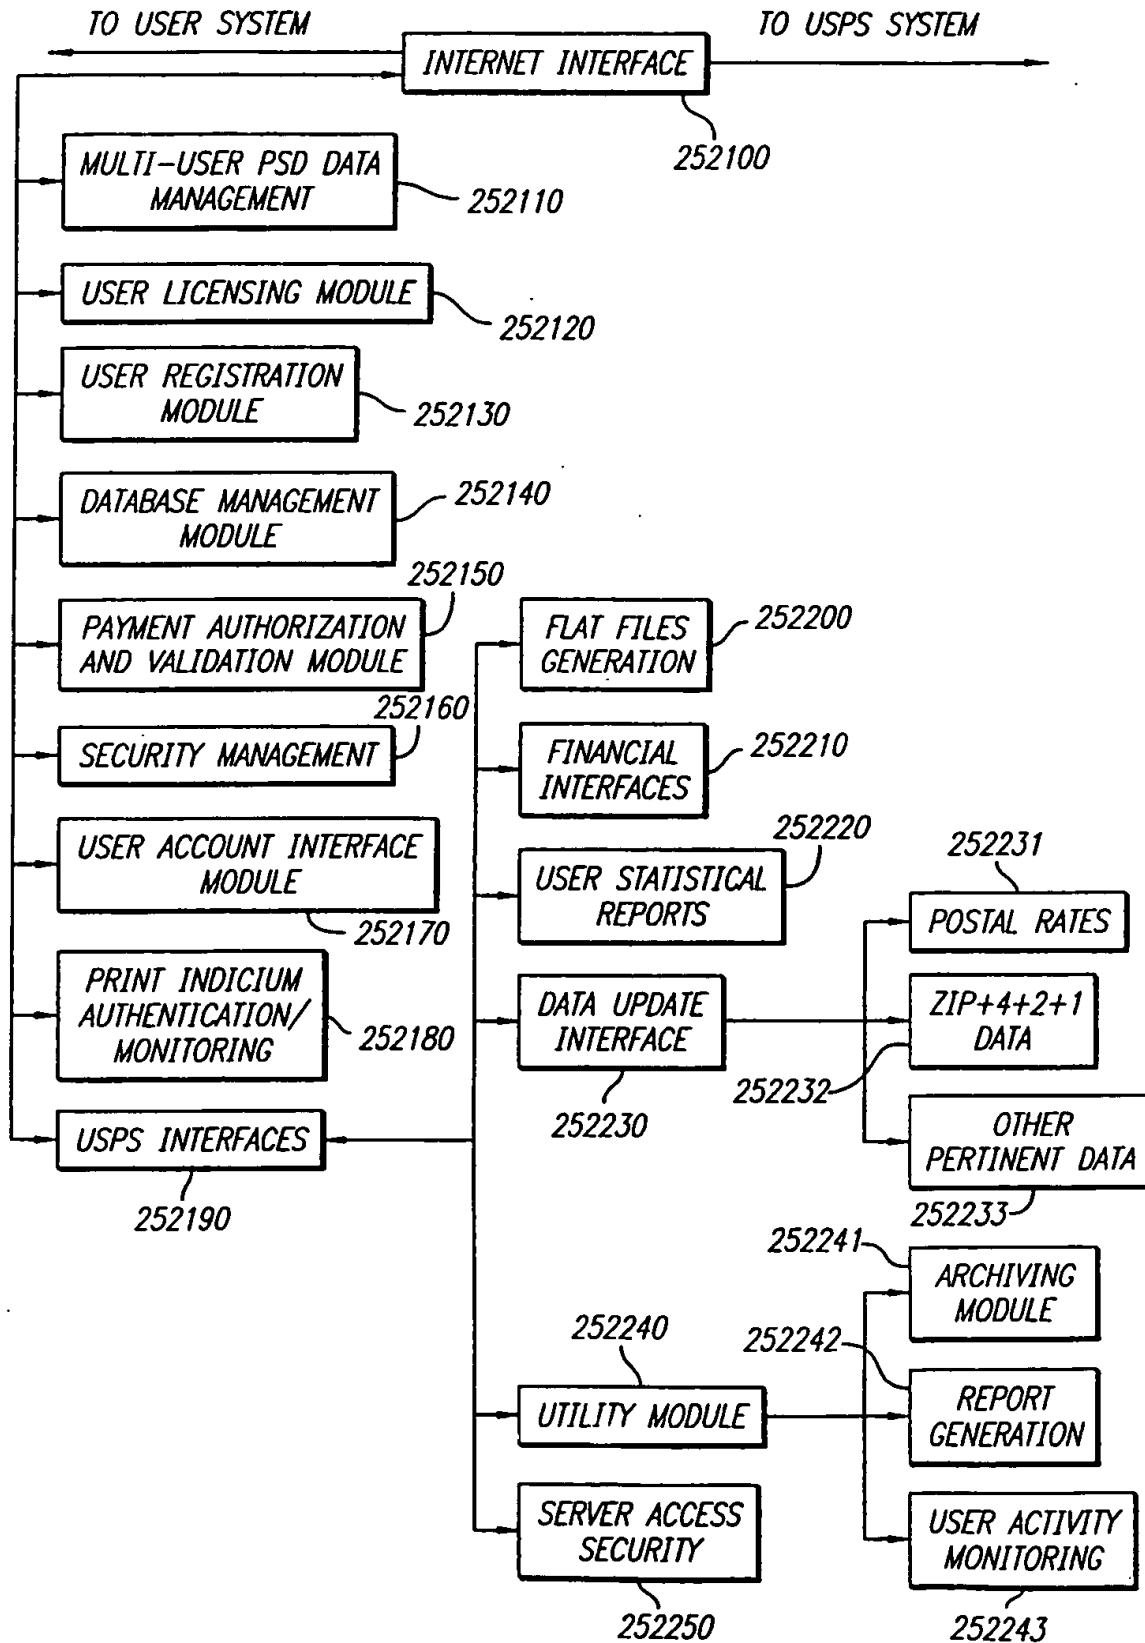 TO USER SYSTEM
TO USPS SYSTEM
INTERNET INTERFACE
252100
MULTI-USER PSD DATA
MANAGEMENT
252110
USER LICENSING MODULE
252120
USER REGISTRATION
MODULE
252130
DATABASE MANAGEMENT
MODULE
252140
PAYMENT AUTHORIZATION
AND VALIDATION MODULE
252150
SECURITY MANAGEMENT
252160
USER ACCOUNT INTERFACE
MODULE
252170
PRINT INDICIUM
AUTHENTICATION/
MONITORING
252180
USPS INTERFACES
252190
FLAT FILES
GENERATION
252200
FINANCIAL
INTERFACES
252210
USER STATISTICAL
REPORTS
252220
DATA UPDATE
INTERFACE
252230
POSTAL RATES
252231
ZIP+4+2+1
DATA
252232
OTHER
PERTINENT DATA
252233
UTILITY MODULE
252240
ARCHIVING
MODULE
252241
REPORT
GENERATION
252242
USER ACTIVITY
MONITORING
252243
SERVER ACCESS
SECURITY
252250